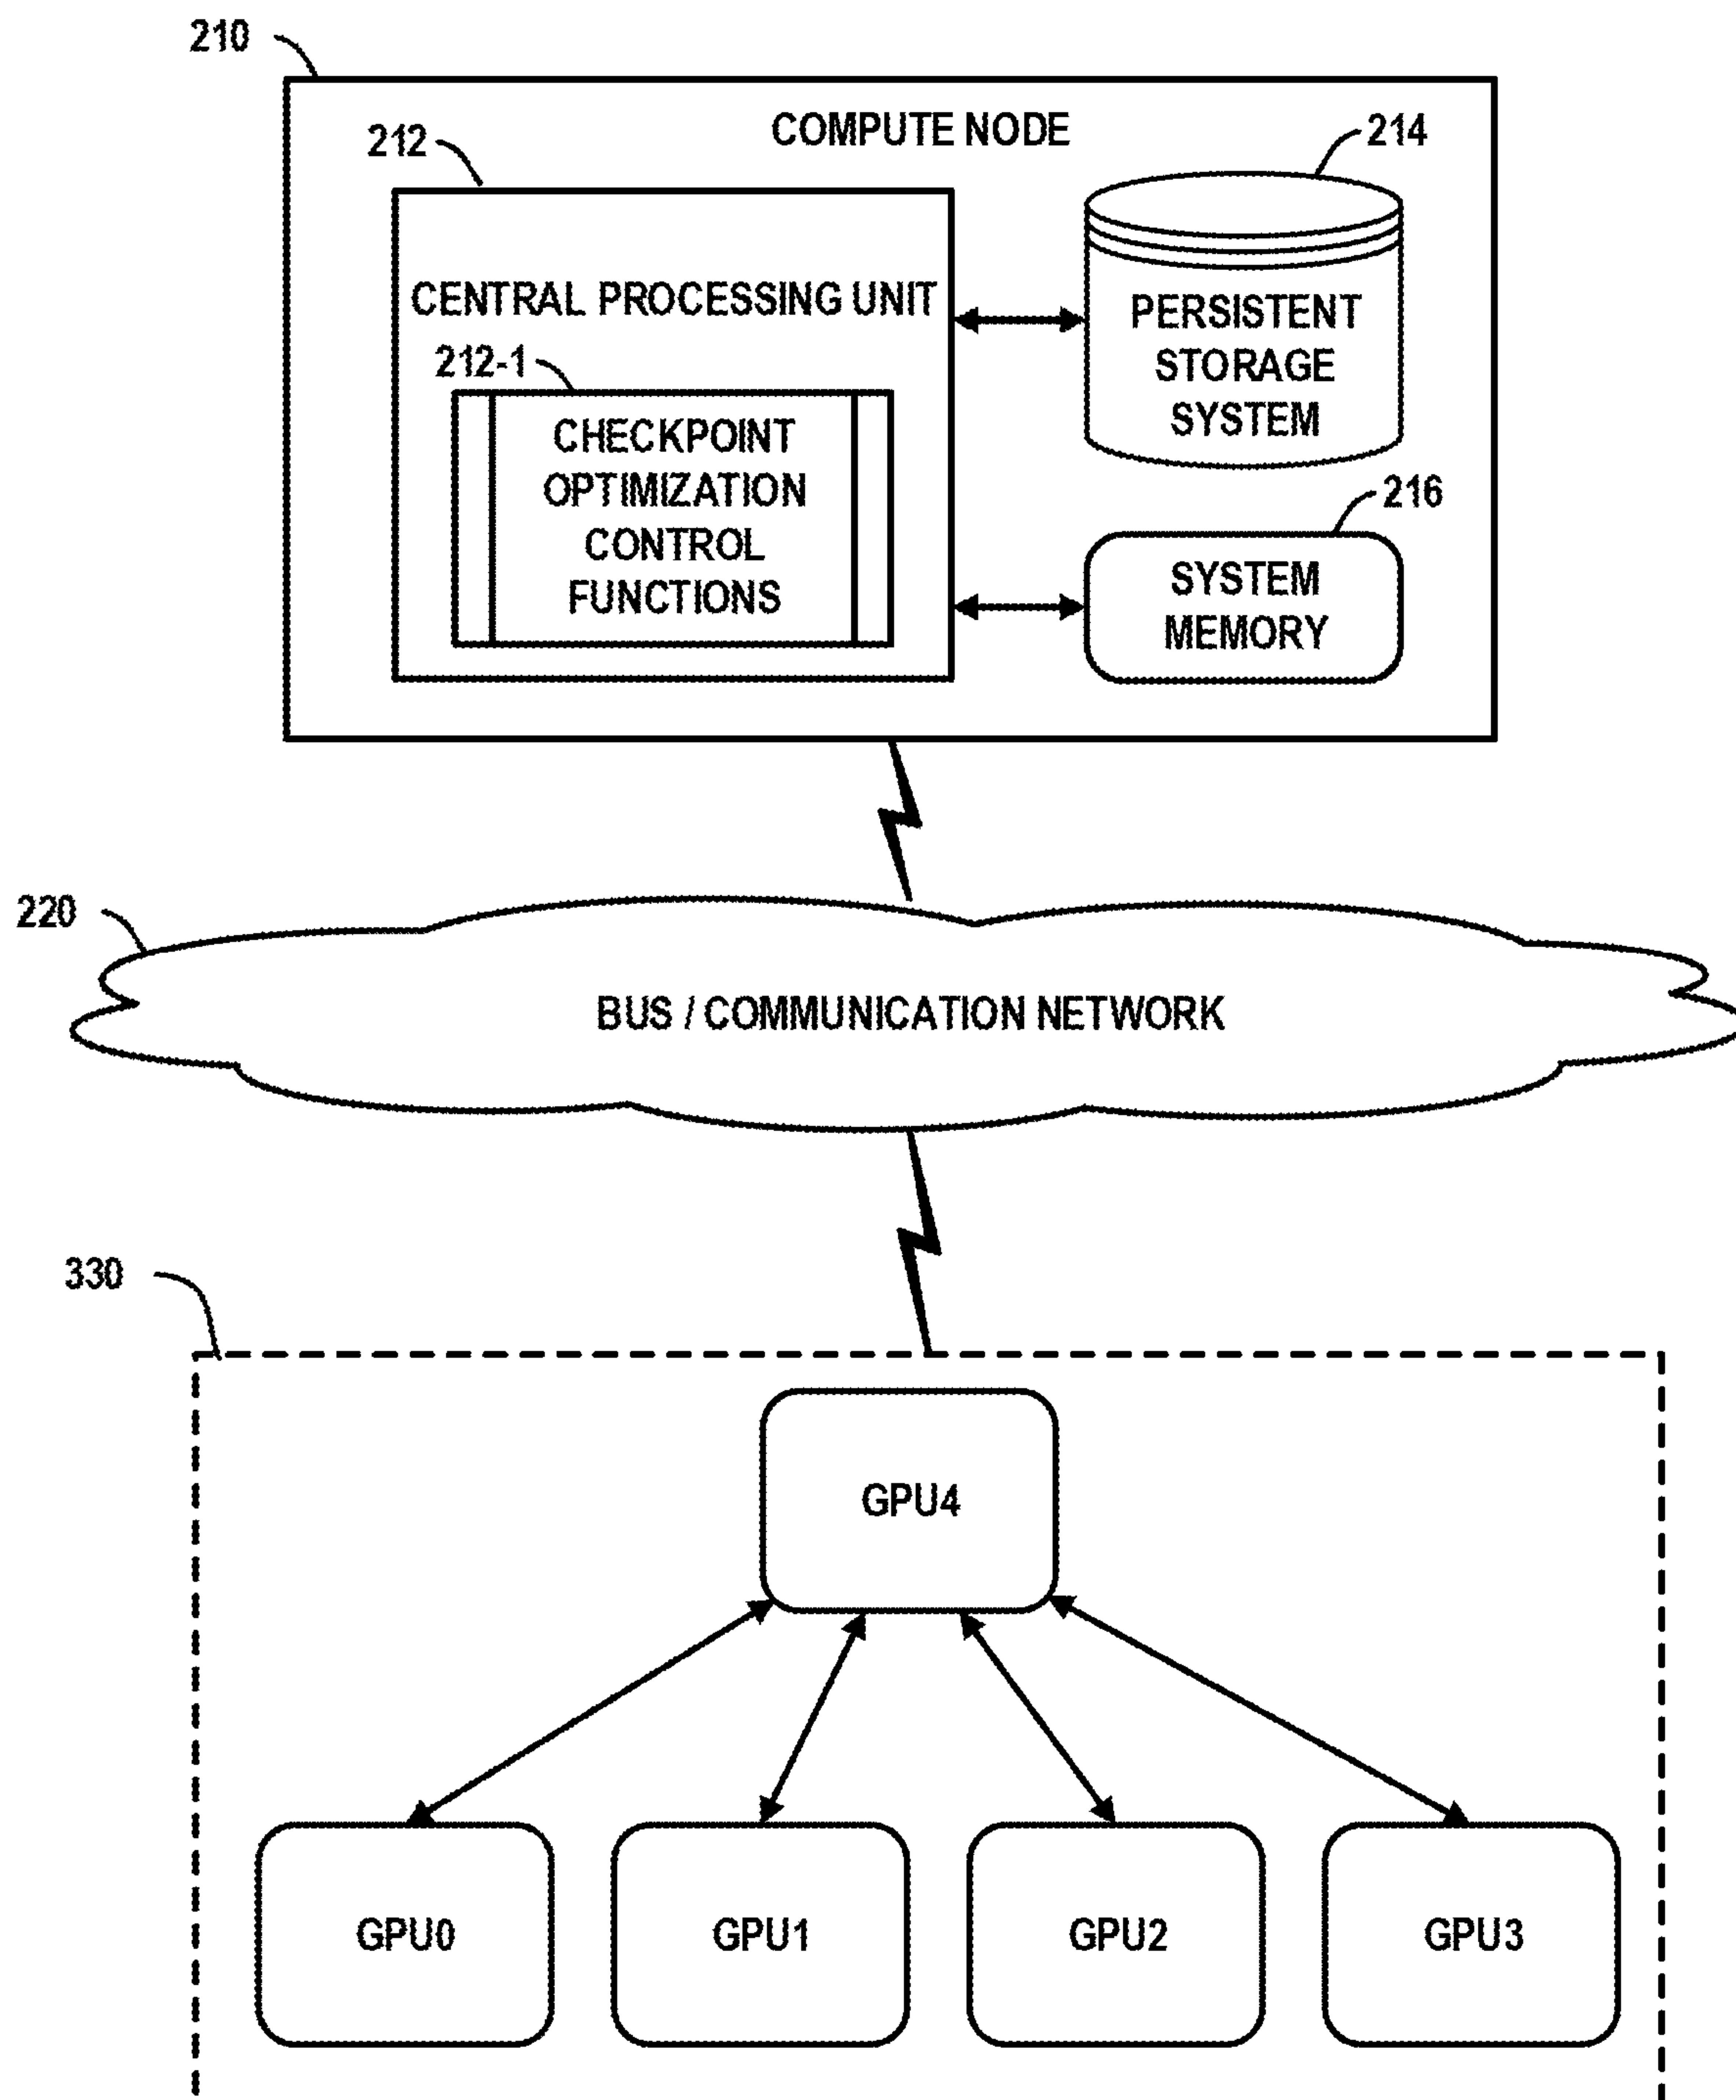 210
COMPUTE NODE
212
214
CENTRAL PROCESSING UNIT
PERSISTENT
STORAGE
SYSTEM
212-1
CHECKPOINT
OPTIMIZATION
CONTROL
FUNCTIONS
216
SYSTEM
MEMORY
220
BUS / COMMUNICATION NETWORK
330
GPU4
GPU0
GPU1
GPU2
GPU3